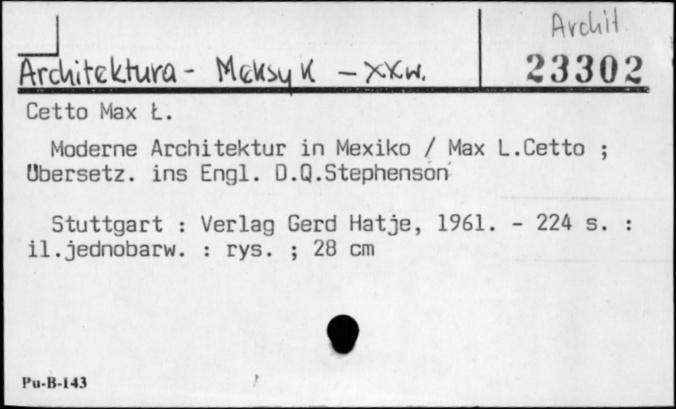 Archit
Architektura - Meksyk - XX w.
23302
Cetto Max Ł.
Moderne Architektur in Mexiko / Max L.Cetto ;
Übersetz. ins Engl. D.Q.Stephenson
Stuttgart : Verlag Gerd Hatje, 1961. - 224 s. :
il.jednobarw. : rys. ; 28 cm
Pu-B-143